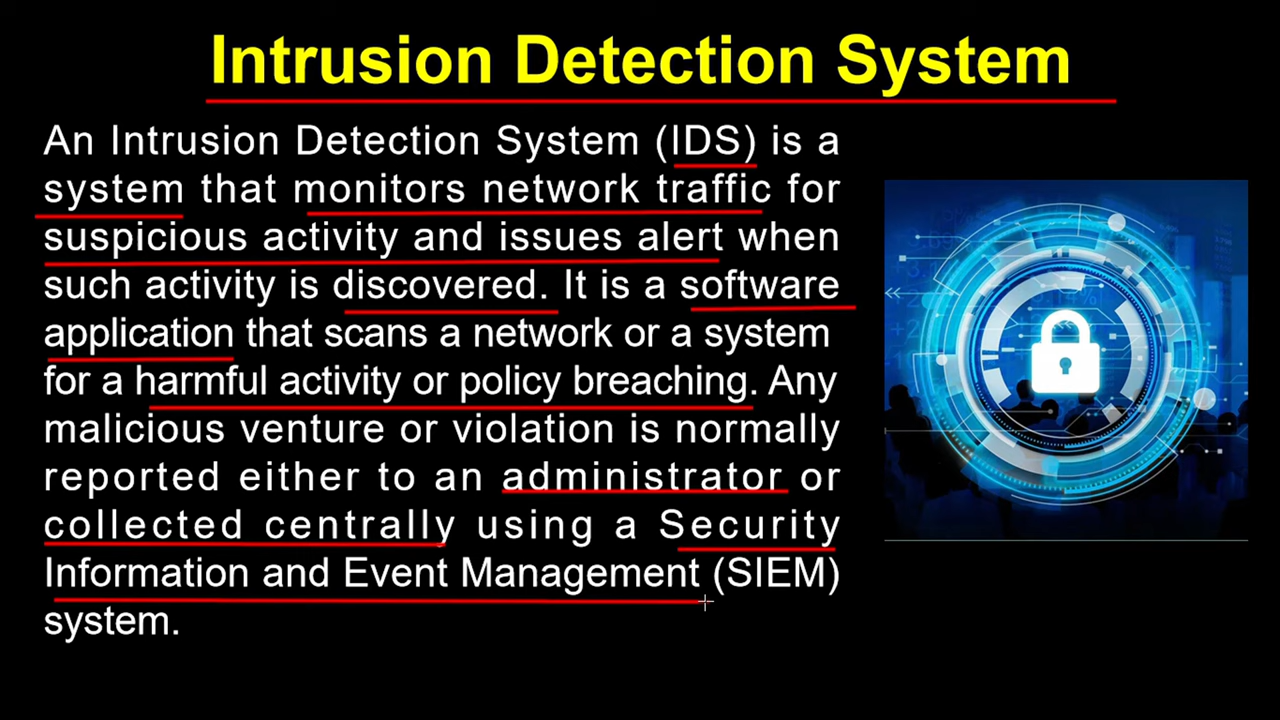 Intrusion Detection System
An Intrusion Detection System (IDS) is a
system that monitors network traffic for
suspicious activity and issues alert when
such activity is discovered. It is a software
application that scans a network or a system
for a harmful activity or policy breaching. Any
malicious venture or violation is normally
reported either to an administrator or
collected centrally using a Security
Information and Event Management (SIEM)
system.